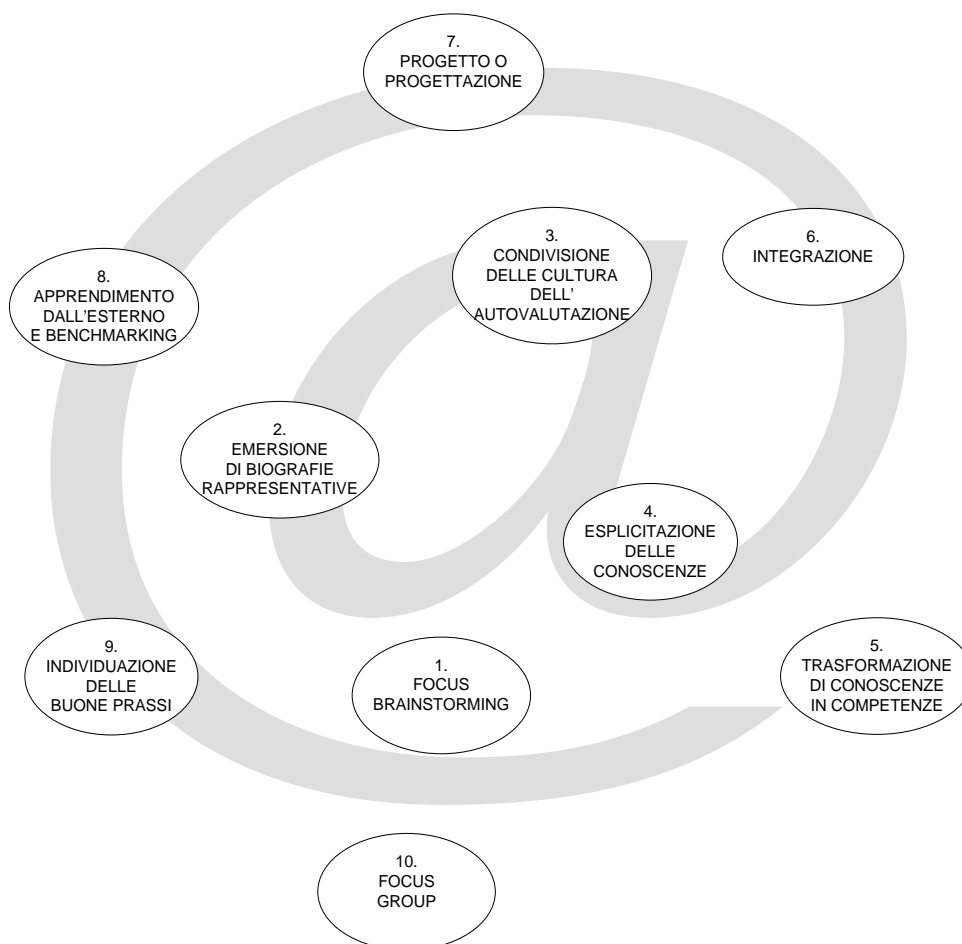 7.
PROGETTO O
PROGETTAZIONE
3.
CONDIVISIONE
DELLE CULTURA
DELL'
AUTOVALUTAZIONE
6.
INTEGRAZIONE
8.
APPRENDIMENTO
DALL'ESTERNO
E BENCHMARKING
2.
EMERSIONE
DI BIOGRAFIE
RAPPRESENTATIVE
4.
ESPLICITAZIONE
DELLE
CONOSCENZE
9.
INDIVIDUAZIONE
DELLE
BUONE PRASSI
1.
FOCUS
BRAINSTORMING
5.
TRASFORMAZIONE
DI CONOSCENZE
IN COMPETENZE
10.
FOCUS
GROUP
@